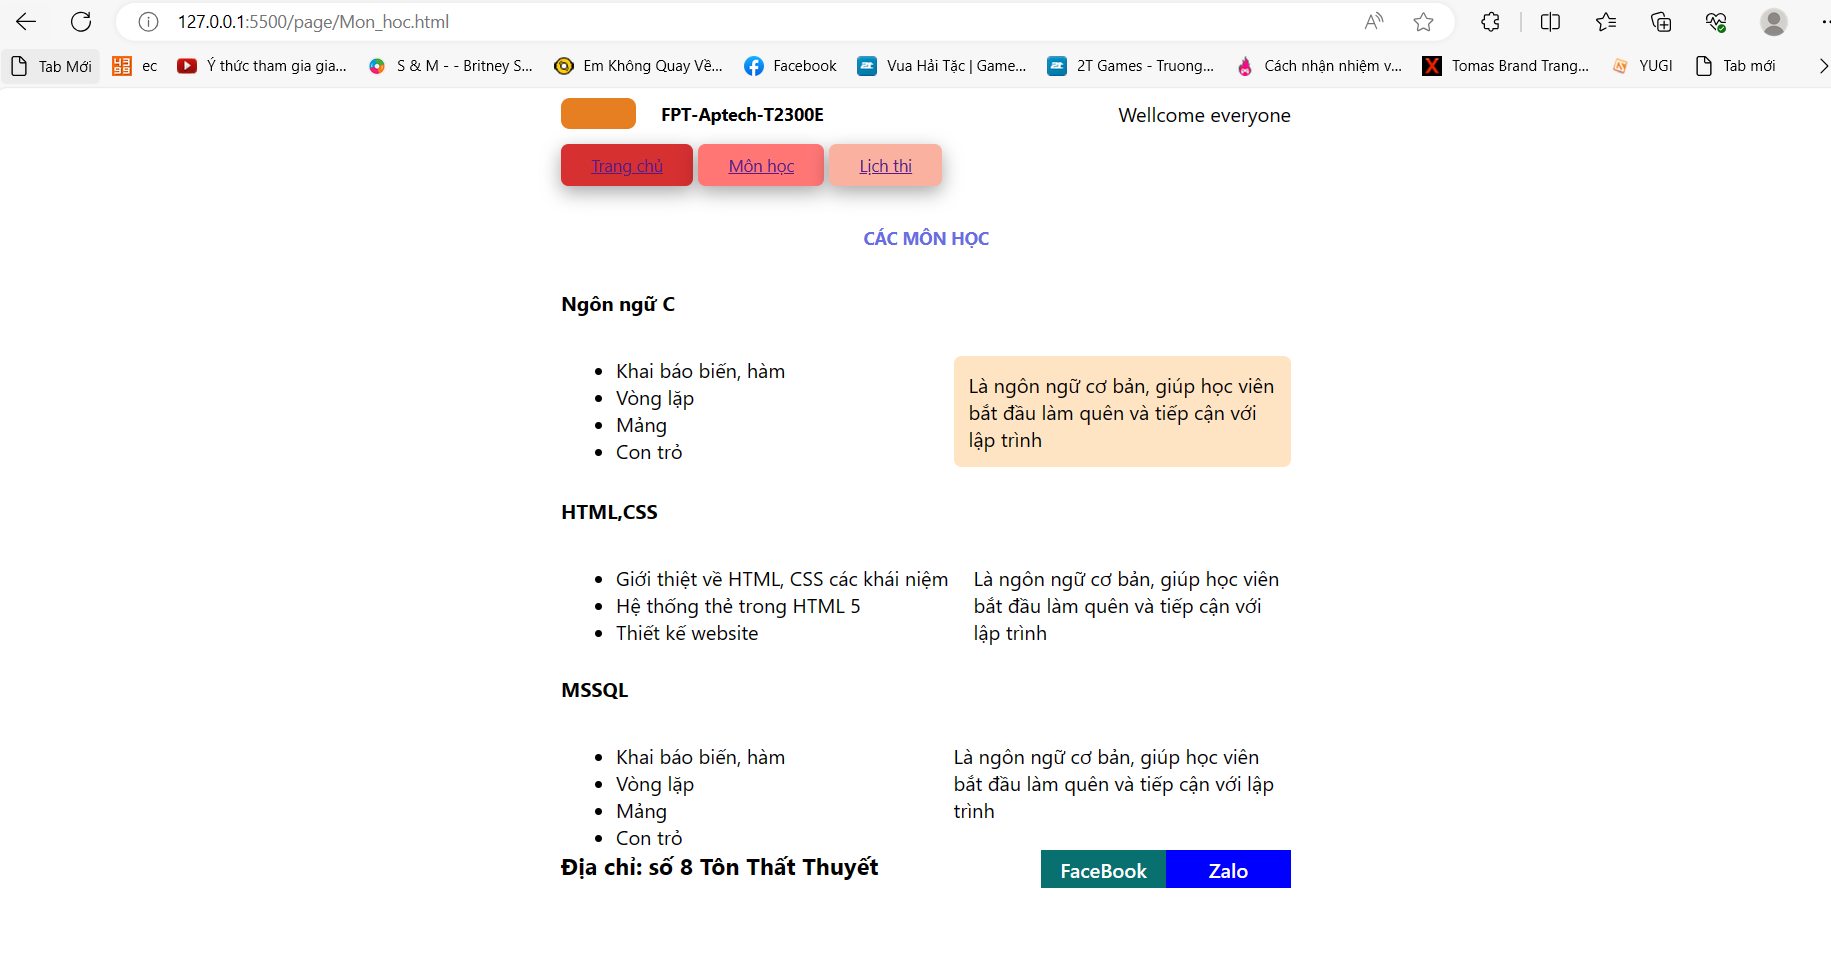 127.0.0.1:5500/page/Mon_hoc.html
Tab Mới
ec
Ý thức tham gia gia...
S & M - - Britney S...
Em Không Quay Về...
Facebook
Vua Hải Tặc | Game...
2T Games - Truong...
Cách nhận nhiệm v...
Tomas Brand Trang...
YUGI
Tab mới
FPT-Aptech-T2300E
Wellcome everyone
Trang chủ
Môn học
Lịch thi
CÁC MÔN HỌC
Ngôn ngữ C
Khai báo biến, hàm
Vòng lặp
Mảng
Con trỏ
Là ngôn ngữ cơ bản, giúp học viên
bắt đầu làm quên và tiếp cận với
lập trình
HTML,CSS
Giới thiệt về HTML, CSS các khái niệm
Hệ thống thẻ trong HTML 5
Thiết kế website
Là ngôn ngữ cơ bản, giúp học viên
bắt đầu làm quên và tiếp cận với
lập trình
MSSQL
Khai báo biến, hàm
Vòng lặp
Mảng
Con trỏ
Là ngôn ngữ cơ bản, giúp học viên
bắt đầu làm quên và tiếp cận với lập
trình
Địa chỉ: số 8 Tôn Thất Thuyết
FaceBook
Zalo